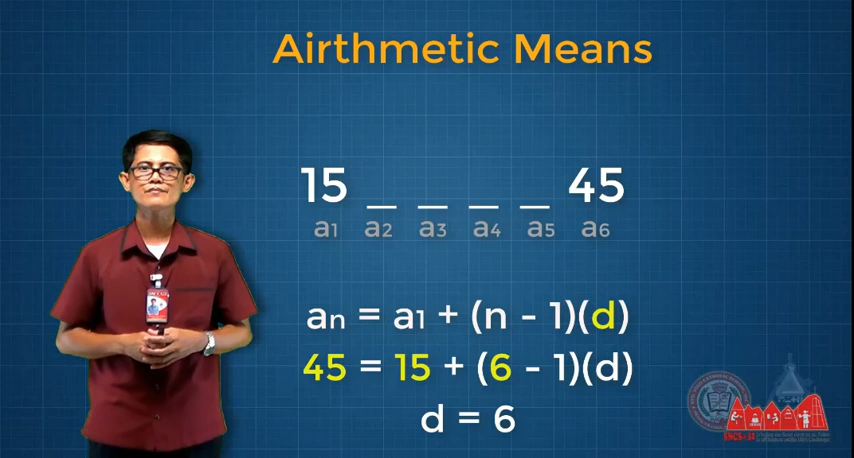 Airthmetic Means
15 _ _ _ _ 45
a1 a2 a3 a4 a5 a6
an = a1 + (n - 1)(d)
45 = 15 + (6 - 1)(d)
d = 6